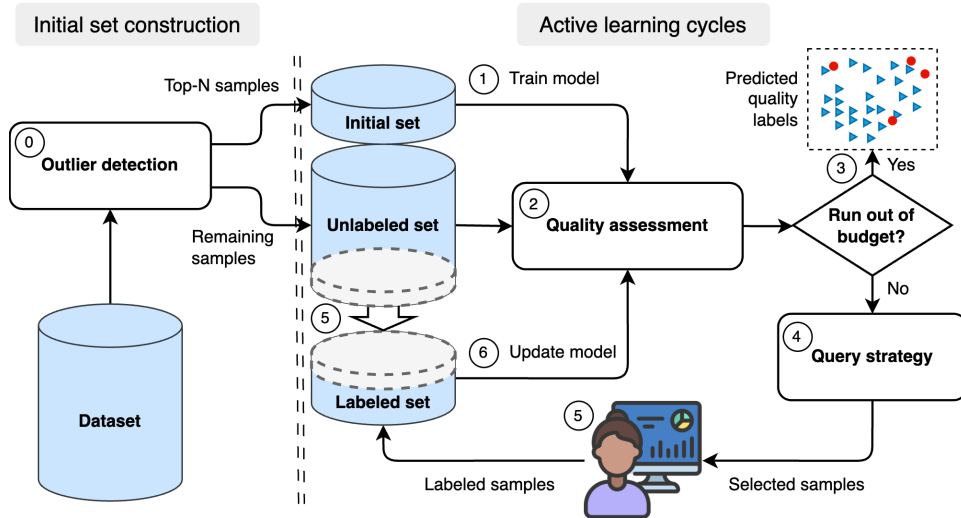 Initial set construction
Active learning cycles
Top-N samples
1
Train model
Predicted
quality
labels
Initial set
0
Outlier detection
3
Yes
2
Unlabeled set
Quality assessment
Run out of
budget?
Remaining
samples
No
5
6
Update model
4
Query strategy
Labeled set
Dataset
5
Labeled samples
Selected samples